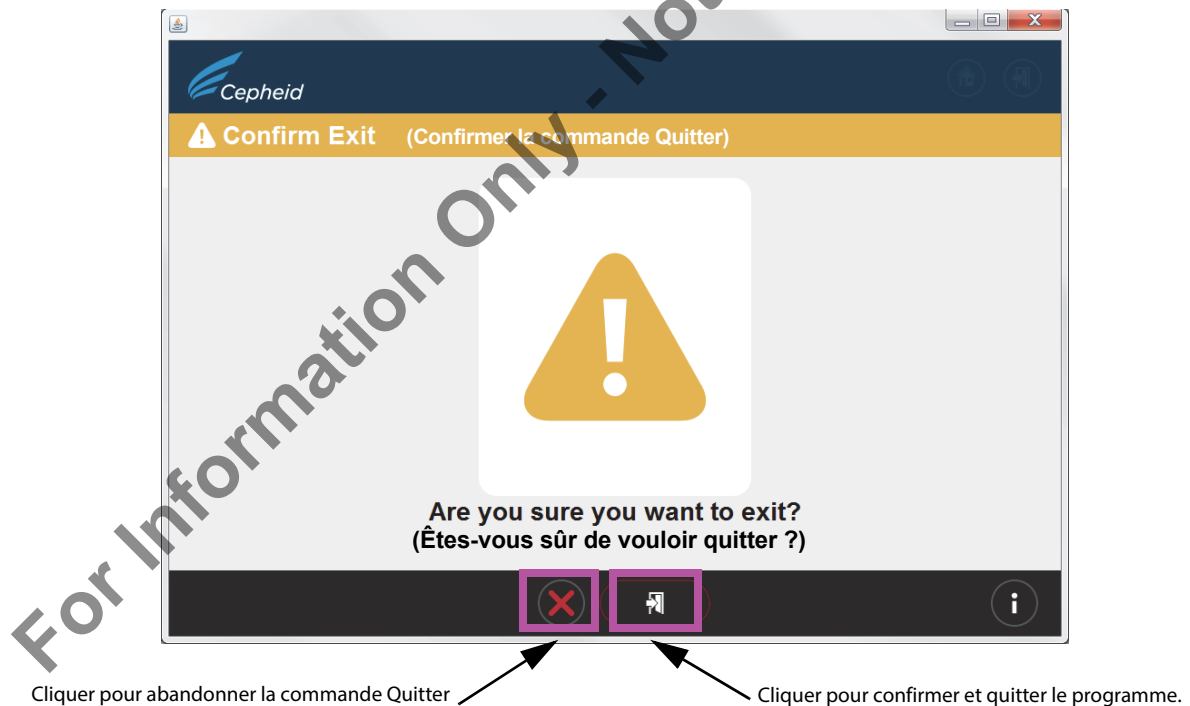 Cepheid
Confirm Exit (Confirmer la commande Quitter)
Are you sure you want to exit?
(Êtes-vous sûr de vouloir quitter ?)
i
Cliquer pour abandonner la commande Quitter
Cliquer pour confirmer et quitter le programme.
For Information Only -